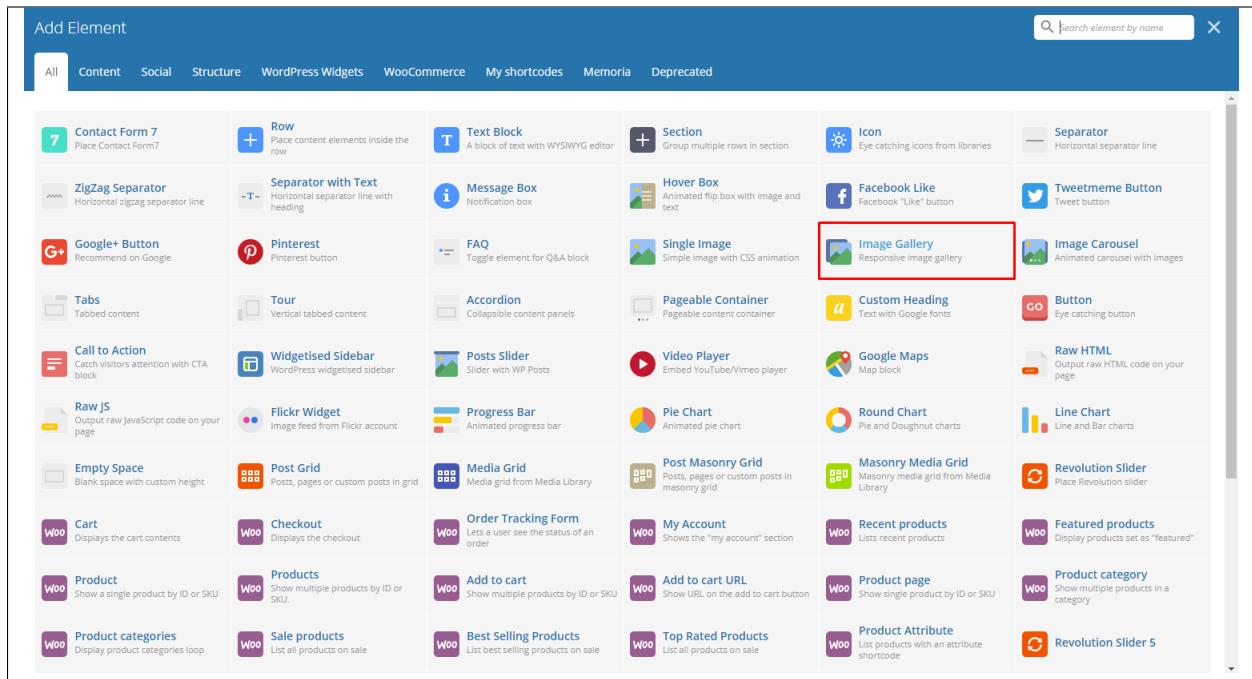 Add Element
Search element by name
All Content Social Structure WordPress Widgets WooCommerce My shortcodes Memoria Deprecated
7 Contact Form 7
Place Contact Form7
Row
Place content elements inside the
row
T Text Block
A block of text with WYSIWYG editor
Section
Group multiple rows in section
Icon
Eye catching icons from libraries
Separator
Horizontal separator line
ZigZag Separator
Horizontal zigzag separator line
-T- Separator with Text
Horizontal separator line with
heading
i Message Box
Notification box
Hover Box
Animated flip box with image and
text
f Facebook Like
Facebook "Like" button
Tweetmeme Button
Tweet button
G+ Google+ Button
Recommend on Google
Pinterest
Pinterest button
FAQ
Toggle element for Q&A block
Single Image
Simple image with CSS animation
Image Gallery
Responsive image gallery
Image Carousel
Animated carousel with images
Tabs
Tabbed content
Tour
Vertical tabbed content
Accordion
Collapsible content panels
Pageable Container
Pageable content container
a Custom Heading
Text with Google fonts
GO Button
Eye catching button
Call to Action
Catch visitors attention with CTA
block
Widgetised Sidebar
WordPress widgetised sidebar
Posts Slider
Slider with WP Posts
Video Player
Embed YouTube/Vimeo player
Google Maps
Map block
Raw HTML
Output raw HTML code on your
page
Raw JS
Output raw JavaScript code on your
page
Flickr Widget
Image feed from Flickr account
Progress Bar
Animated progress bar
Pie Chart
Animated pie chart
Round Chart
Pie and Doughnut charts
Line Chart
Line and Bar charts
Empty Space
Blank space with custom height
Post Grid
Posts, pages or custom posts in grid
Media Grid
Media grid from Media Library
Post Masonry Grid
Posts, pages or custom posts in
masonry grid
Masonry Media Grid
Masonry media grid from Media
Library
Revolution Slider
Place Revolution slider
Woo Cart
Displays the cart contents
Woo Checkout
Displays the checkout
Woo Order Tracking Form
Lets a user see the status of an
order
Woo My Account
Shows the "my account" section
Woo Recent products
Lists recent products
Woo Featured products
Display products set as "featured"
Woo Product
Show a single product by ID or SKU
Woo Products
Show multiple products by ID or
SKU.
Woo Add to cart
Show multiple products by ID or SKU
Woo Add to cart URL
Show URL on the add to cart button
Woo Product page
Show single product by ID or SKU
Woo Product category
Show multiple products in a
category
Woo Product categories
Display product categories loop
Woo Sale products
List all products on sale
Woo Best Selling Products
List best selling products on sale
Woo Top Rated Products
List all products on sale
Woo Product Attribute
List products with an attribute
shortcode
Revolution Slider 5